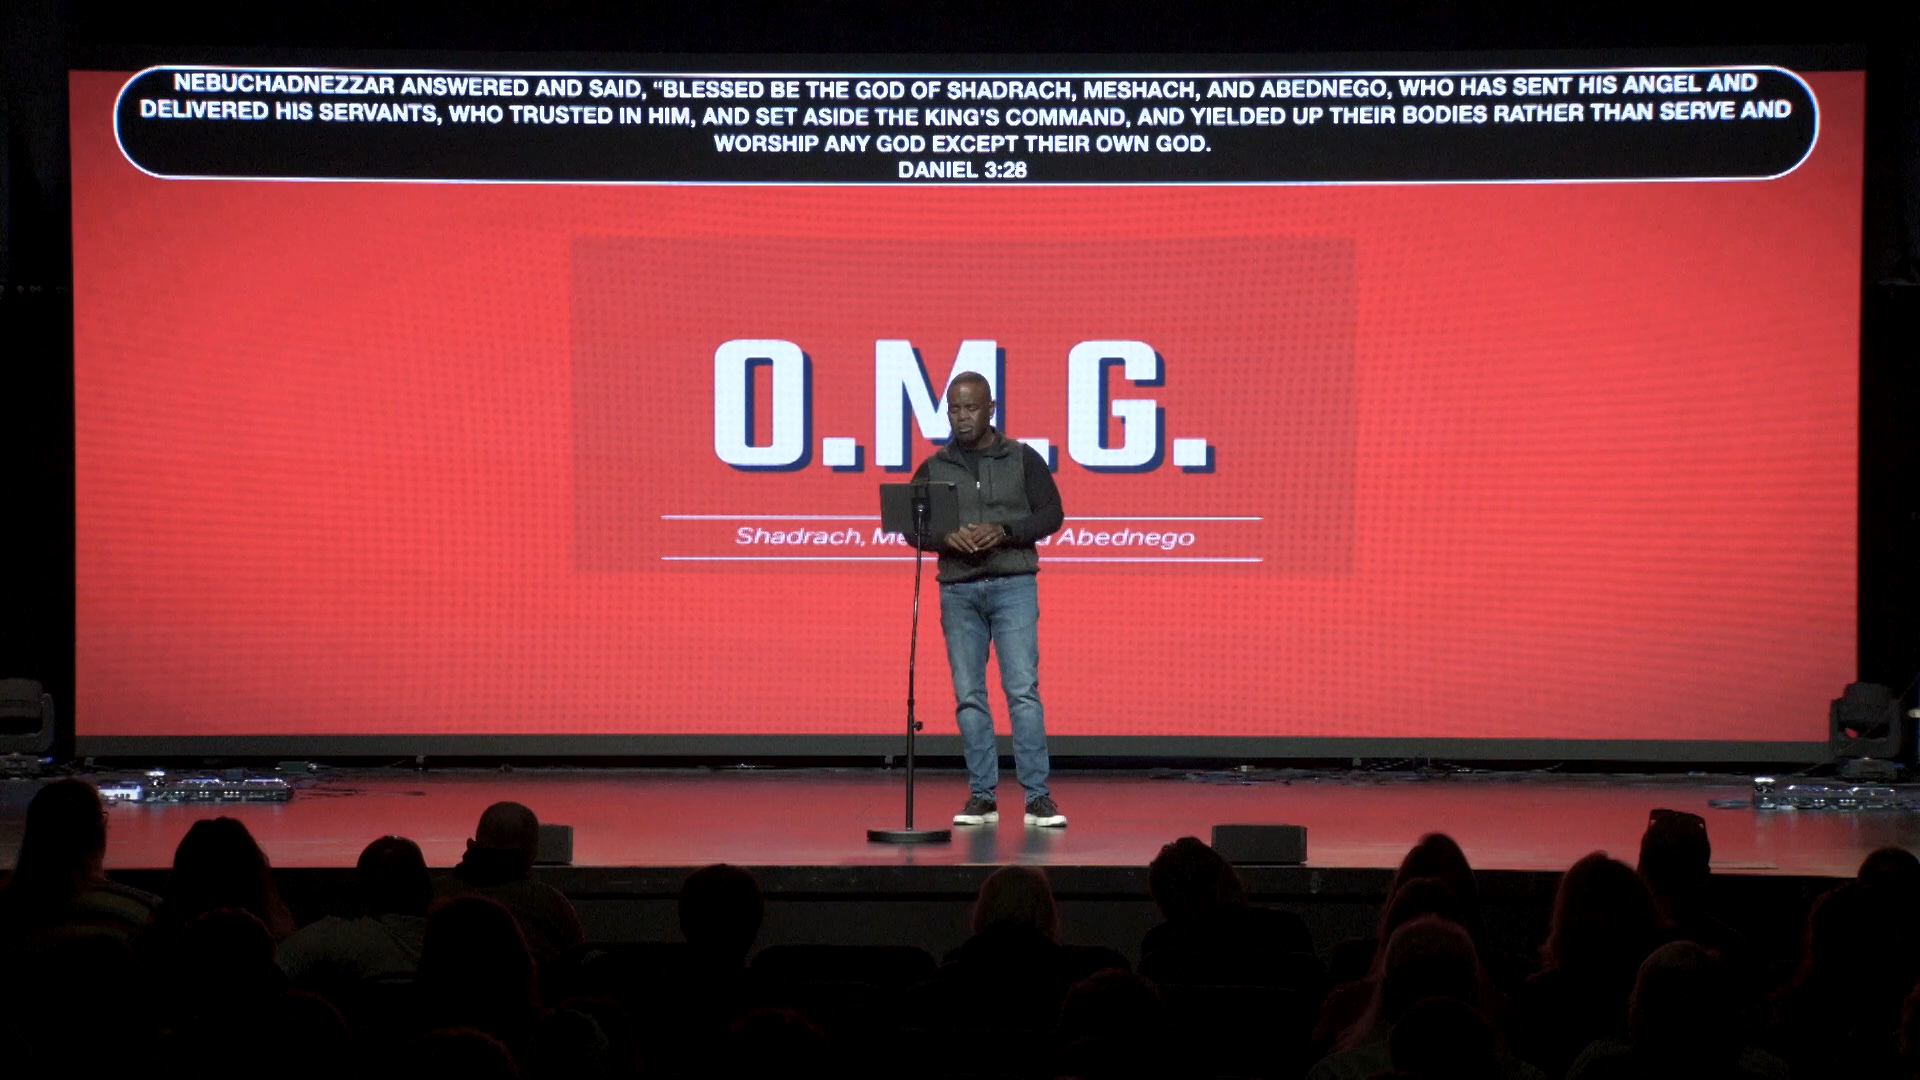 NEBUCHADNEZZAR ANSWERED AND SAID, “BLESSED BE THE GOD OF SHADRACH, MESHACH, AND ABEDNEGO, WHO HAS SENT HIS ANGEL AND
DELIVERED HIS SERVANTS, WHO TRUSTED IN HIM, AND SET ASIDE THE KING'S COMMAND, AND YIELDED UP THEIR BODIES RATHER THAN SERVE AND
WORSHIP ANY GOD EXCEPT THEIR OWN GOD.
DANIEL 3:28
O.M.G.
Shadrach, Abednego